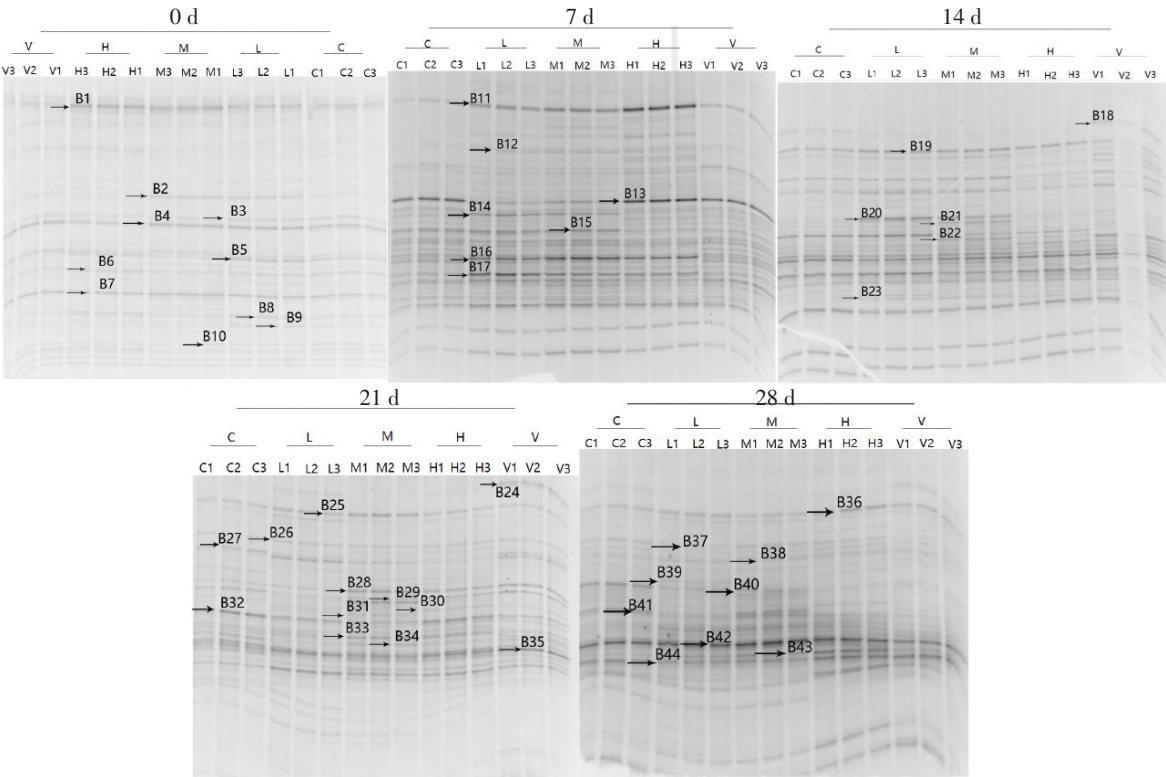 0 d
V H M L C
V3 V2 V1 H3 H2 H1 M3 M2 M1 L3 L2 L1 C1 C2 C3
B1
B2
B3
B4
B5
B6
B7
B8
B9
B10
7 d
C L M H V
C1 C2 C3 L1 L2 L3 M1 M2 M3 H1 H2 H3 V1 V2 V3
B11
B12
B13
B14
B15
B16
B17
14 d
C L M H V
C1 C2 C3 L1 L2 L3 M1 M2 M3 H1 H2 H3 V1 V2 V3
B18
B19
B20
B21
B22
B23
21 d
C L M H V
C1 C2 C3 L1 L2 L3 M1 M2 M3 H1 H2 H3 V1 V2 V3
B24
B25
B26
B27
B28
B29
B30
B31
B32
B33
B34
B35
28 d
C L M H V
C1 C2 C3 L1 L2 L3 M1 M2 M3 H1 H2 H3 V1 V2 V3
B36
B37
B38
B39
B40
B41
B42
B43
B44